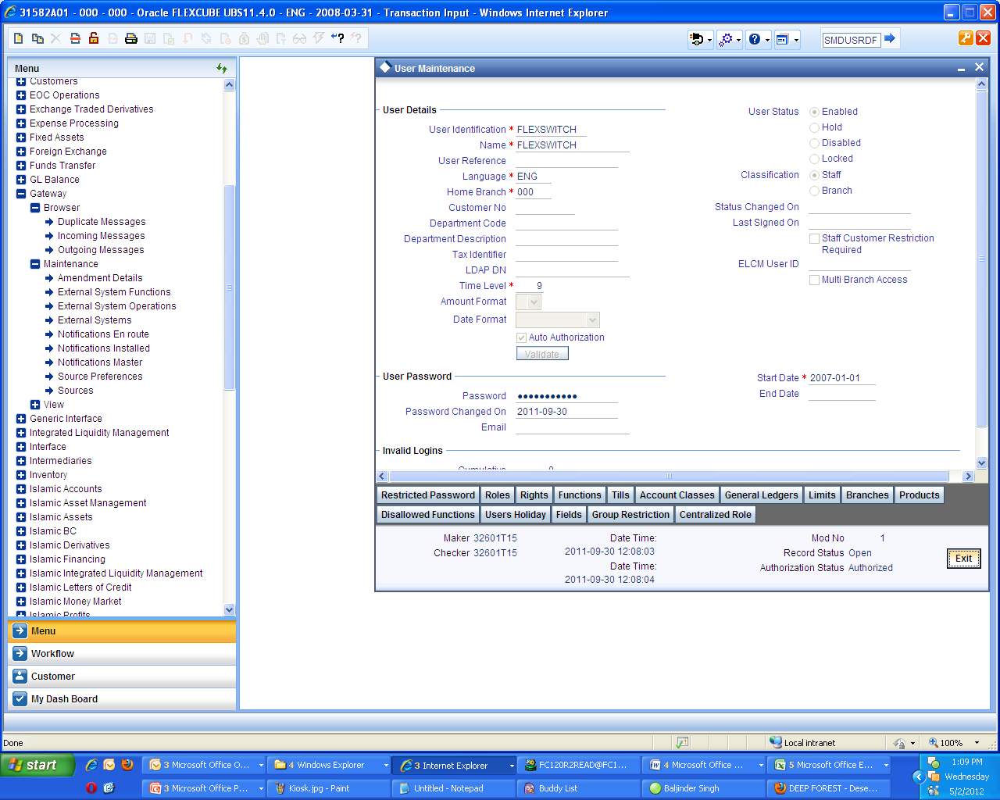 31582A01 - 000 - 000 - Oracle FLEXCUBE UBS11.4.0 - ENG - 2008-03-31 - Transaction Input - Windows Internet Explorer
SMDUSRDF
Menu
Customers
EOC Operations
Exchange Traded Derivatives
Expense Processing
Fixed Assets
Foreign Exchange
Funds Transfer
GL Balance
Gateway
Browser
Duplicate Messages
Incoming Messages
Outgoing Messages
Maintenance
Amendment Details
External System Functions
External System Operations
External Systems
Notifications En route
Notifications Installed
Notifications Master
Source Preferences
Sources
View
Generic Interface
Integrated Liquidity Management
Interface
Intermediaries
Inventory
Islamic Accounts
Islamic Asset Management
Islamic Assets
Islamic BC
Islamic Derivatives
Islamic Financing
Islamic Integrated Liquidity Management
Islamic Letters of Credit
Islamic Money Market
Islamic Profits
Menu
Workflow
Customer
My Dash Board
User Maintenance
User Details
User Identification * FLEXSWITCH
Name * FLEXSWITCH
User Reference
Language * ENG
Home Branch * 000
Customer No
Department Code
Department Description
Tax Identifier
LDAP DN
Time Level * 9
Amount Format
Date Format
Auto Authorization
Validate
User Status Enabled
Hold
Disabled
Locked
Classification Staff
Branch
Status Changed On
Last Signed On
Staff Customer Restriction
Required
ELCM User ID
Multi Branch Access
User Password
Password •••••••••••
Password Changed On 2011-09-30
Email
Start Date * 2007-01-01
End Date
Invalid Logins
Cumulative 0
Restricted Password Roles Rights Functions Tills Account Classes General Ledgers Limits Branches Products
Disallowed Functions Users Holiday Fields Group Restriction Centralized Role
Maker 32601T15 Date Time: Mod No 1
Checker 32601T15 2011-09-30 12:08:03 Record Status Open
Date Time: Authorization Status Authorized
2011-09-30 12:08:04
Exit
Done Local intranet 100%
start 3 Microsoft Office O... 4 Windows Explorer 3 Internet Explorer FC120R2READ@FC1... 4 Microsoft Office ... 5 Microsoft Office E... 1:09 PM
Wednesday
3 Microsoft Office P... Kiosk.jpg - Paint Untitled - Notepad Buddy List Baljinder Singh DEEP FOREST - Dese... 5/2/2012